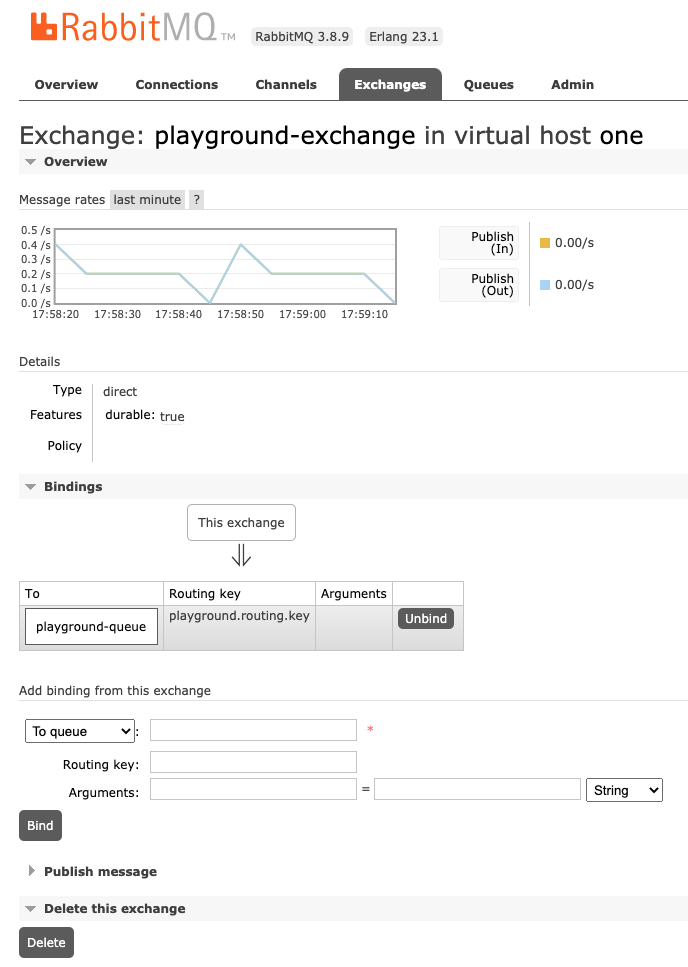 RabbitMQ TM RabbitMQ 3.8.9 Erlang 23.1
Overview Connections Channels Exchanges Queues Admin
Exchange: playground-exchange in virtual host one
Overview
Message rates last minute ?
0.5 /s
0.4 /s
0.3 /s
0.2 /s
0.1 /s
0.0 /s
17:58:20 17:58:30 17:58:40 17:58:50 17:59:00 17:59:10
Publish
(In)
0.00/s
Publish
(Out)
0.00/s
Details
Type direct
Features durable: true
Policy
Bindings
This exchange
To Routing key Arguments
playground-queue playground.routing.key Unbind
Add binding from this exchange
To queue : *
Routing key:
Arguments: = String
Bind
Publish message
Delete this exchange
Delete